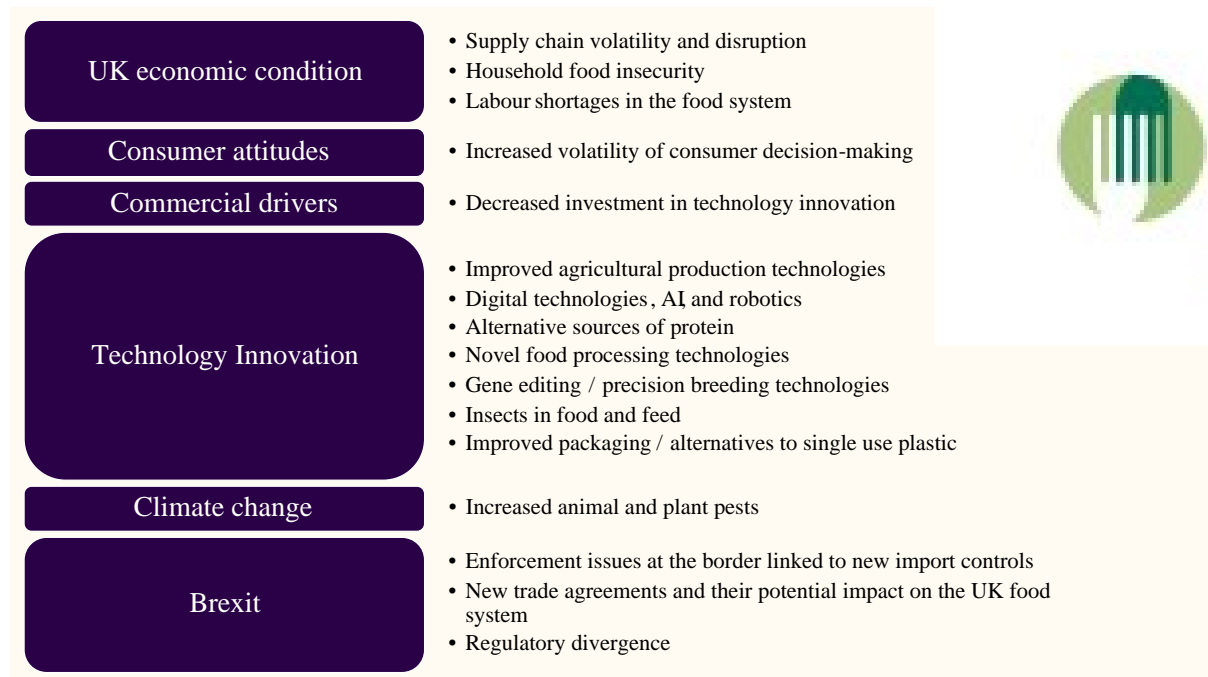 UK economic condition
• Supply chain volatility and disruption
• Household food insecurity
• Labour shortages in the food system
Consumer attitudes
• Increased volatility of consumer decision-making
Commercial drivers
• Decreased investment in technology innovation
Technology Innovation
• Improved agricultural production technologies
• Digital technologies, AI, and robotics
• Alternative sources of protein
• Novel food processing technologies
• Gene editing / precision breeding technologies
• Insects in food and feed
• Improved packaging / alternatives to single use plastic
Climate change
• Increased animal and plant pests
Brexit
• Enforcement issues at the border linked to new import controls
• New trade agreements and their potential impact on the UK food
system
• Regulatory divergence